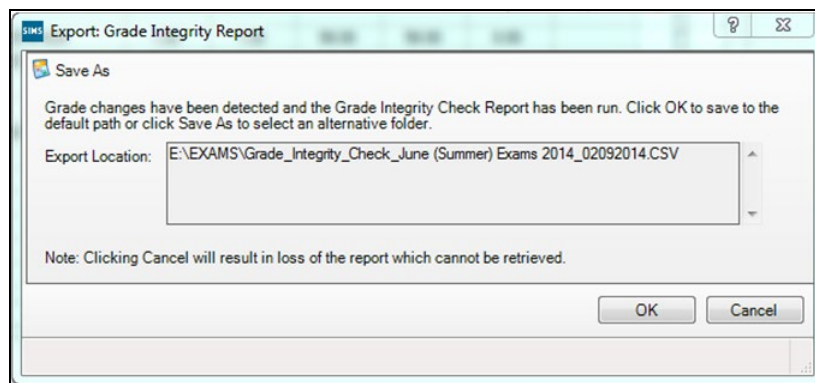 SIMS Export: Grade Integrity Report
Save As
Grade changes have been detected and the Grade Integrity Check Report has been run. Click OK to save to the
default path or click Save As to select an alternative folder.
Export Location: E:\EXAMS\Grade_Integrity_Check_June (Summer) Exams 2014_02092014.CSV
Note: Clicking Cancel will result in loss of the report which cannot be retrieved.
OK Cancel